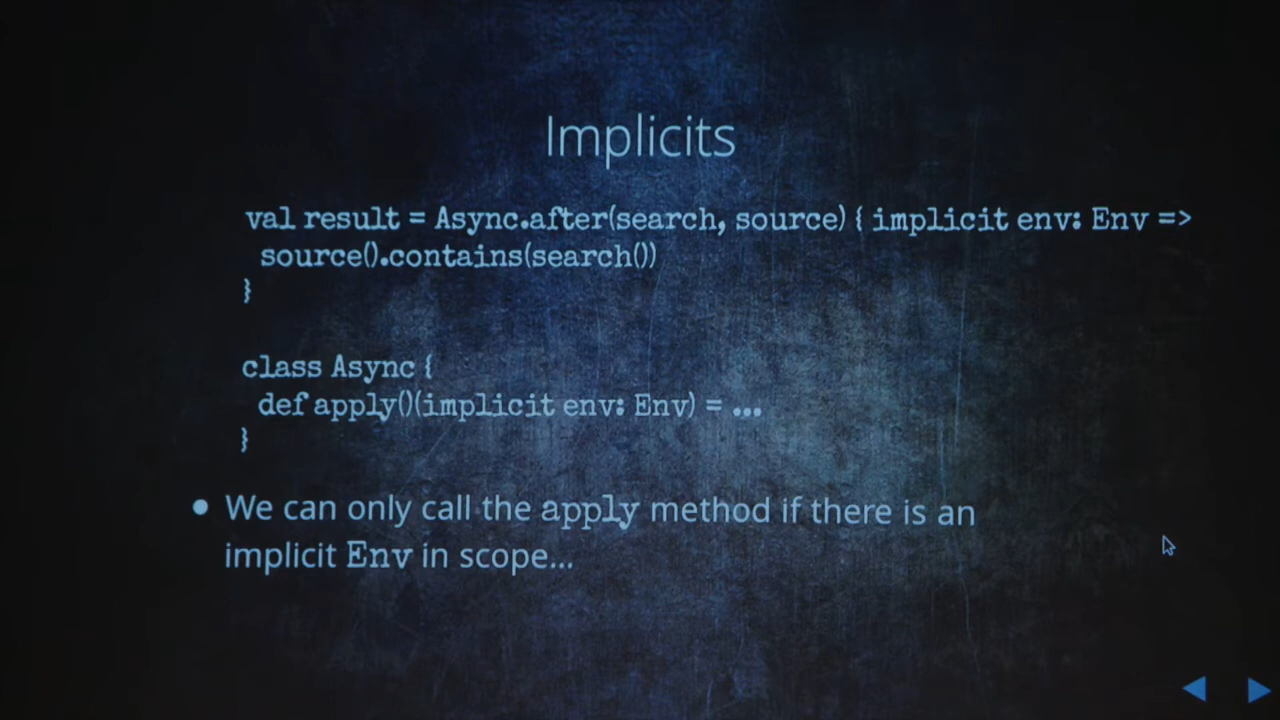 Implicits
val result = Async.after(search, source) { implicit env: Env =>
source().contains(search())
}
class Async {
def apply()(implicit env: Env) = ...
}
• We can only call the apply method if there is an
implicit Env in scope...